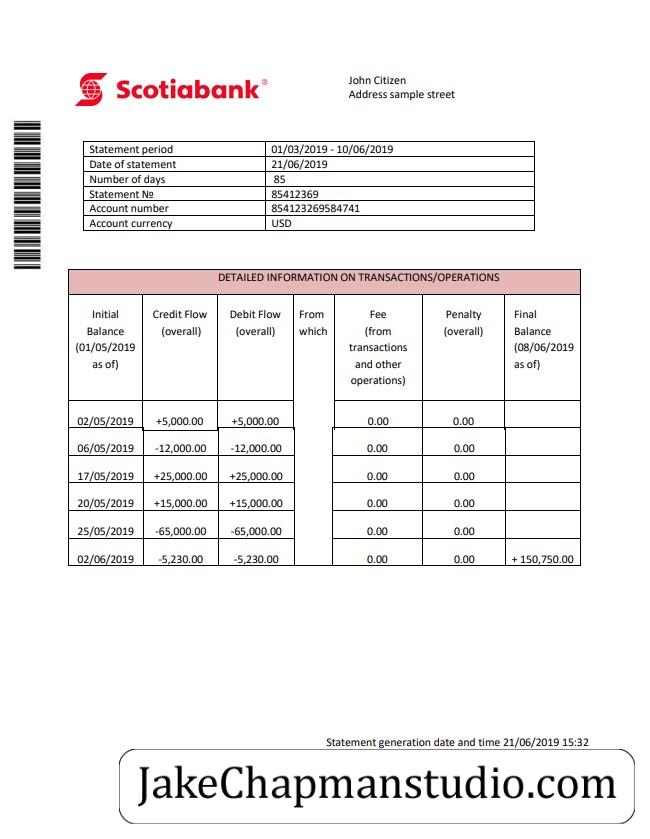 Scotiabank®
John Citizen
Address sample street
Statement period 01/03/2019 - 10/06/2019
Date of statement 21/06/2019
Number of days 85
Statement № 85412369
Account number 854123269584741
Account currency USD
DETAILED INFORMATION ON TRANSACTIONS/OPERATIONS
Initial Balance (01/05/2019 as of) Credit Flow (overall) Debit Flow (overall) From which Fee (from transactions and other operations) Penalty (overall) Final Balance (08/06/2019 as of)
02/05/2019 +5,000.00 +5,000.00 0.00 0.00
06/05/2019 -12,000.00 -12,000.00 0.00 0.00
17/05/2019 +25,000.00 +25,000.00 0.00 0.00
20/05/2019 +15,000.00 +15,000.00 0.00 0.00
25/05/2019 -65,000.00 -65,000.00 0.00 0.00
02/06/2019 -5,230.00 -5,230.00 0.00 0.00 + 150,750.00
Statement generation date and time 21/06/2019 15:32
JakeChapmanstudio.com